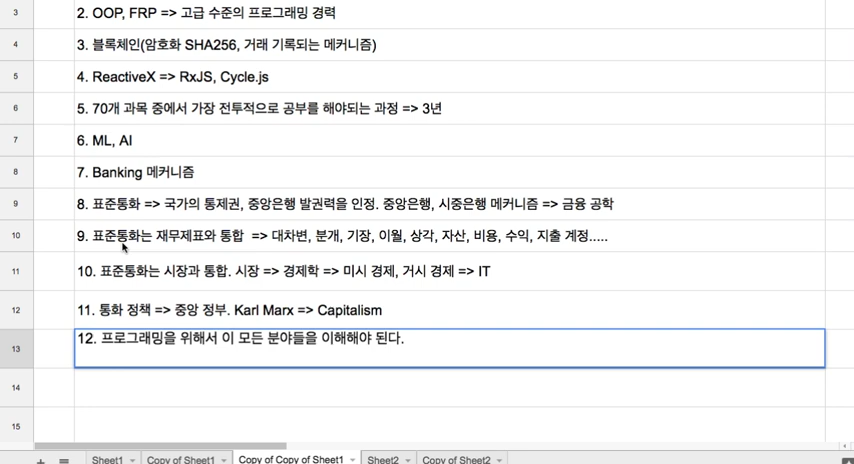 3 2. OOP, FRP => 고급 수준의 프로그래밍 경력
4 3. 블록체인(암호화 SHA256, 거래 기록되는 메커니즘)
5 4. ReactiveX => RxJS, Cycle.js
6 5. 70개 과목 중에서 가장 전투적으로 공부를 해야되는 과정 => 3년
7 6. ML, AI
8 7. Banking 메커니즘
9 8. 표준통화 => 국가의 통제권, 중앙은행 발권력을 인정. 중앙은행, 시중은행 메커니즘 => 금융 공학
10 9. 표준통화는 재무제표와 통합 => 대차변, 분개, 기장, 이월, 상각, 자산, 비용, 수익, 지출 계정.....
11 10. 표준통화는 시장과 통합. 시장 => 경제학 => 미시 경제, 거시 경제 => IT
12 11. 통화 정책 => 중앙 정부. Karl Marx => Capitalism
13 12. 프로그래밍을 위해서 이 모든 분야들을 이해해야 된다.
14
15
Sheet1 Copy of Sheet1 Copy of Copy of Sheet1 Sheet2 Copy of Sheet2